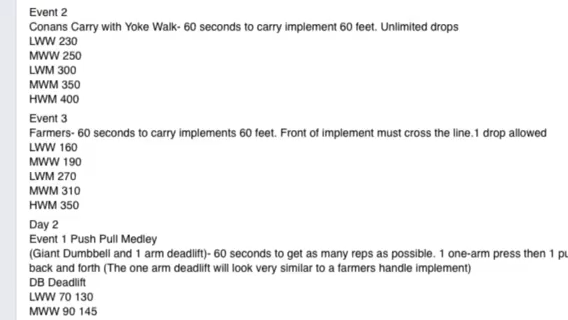 Event 2
Conans Carry with Yoke Walk- 60 seconds to carry implement 60 feet. Unlimited drops
LWW 230
MWW 250
LWM 300
MWM 350
HWM 400
Event 3
Farmers- 60 seconds to carry implements 60 feet. Front of implement must cross the line.1 drop allowed
LWW 160
MWW 190
LWM 270
MWM 310
HWM 350
Day 2
Event 1 Push Pull Medley
(Giant Dumbbell and 1 arm deadlift)- 60 seconds to get as many reps as possible. 1 one-arm press then 1 pu
back and forth (The one arm deadlift will look very similar to a farmers handle implement)
DB Deadlift
LWW 70 130
MWW 90 145